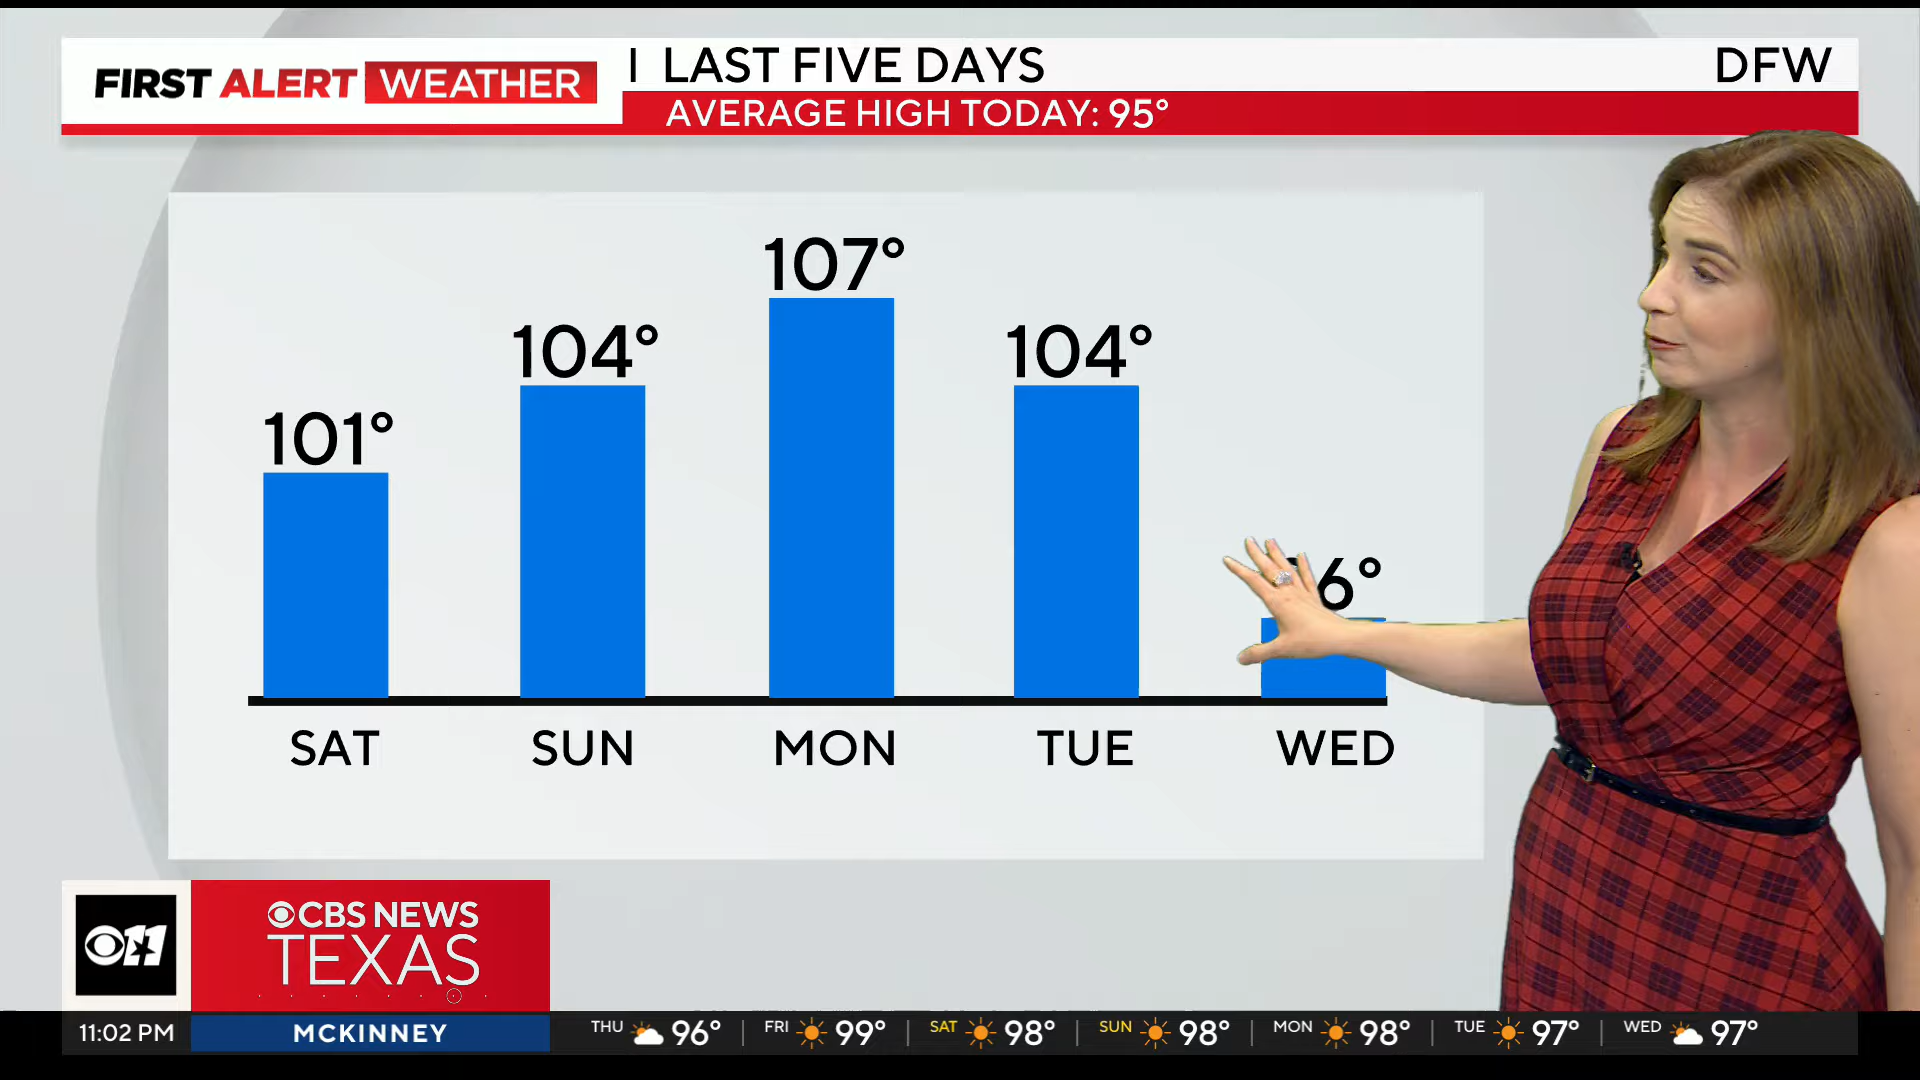 FIRST ALERT WEATHER
LAST FIVE DAYS
DFW
AVERAGE HIGH TODAY: 95°
101°
104°
107°
104°
6°
SAT
SUN
MON
TUE
WED
11
CBS NEWS
TEXAS
11:02 PM
MCKINNEY
THU 96°
FRI 99°
SAT 98°
SUN 98°
MON 98°
TUE 97°
WED 97°